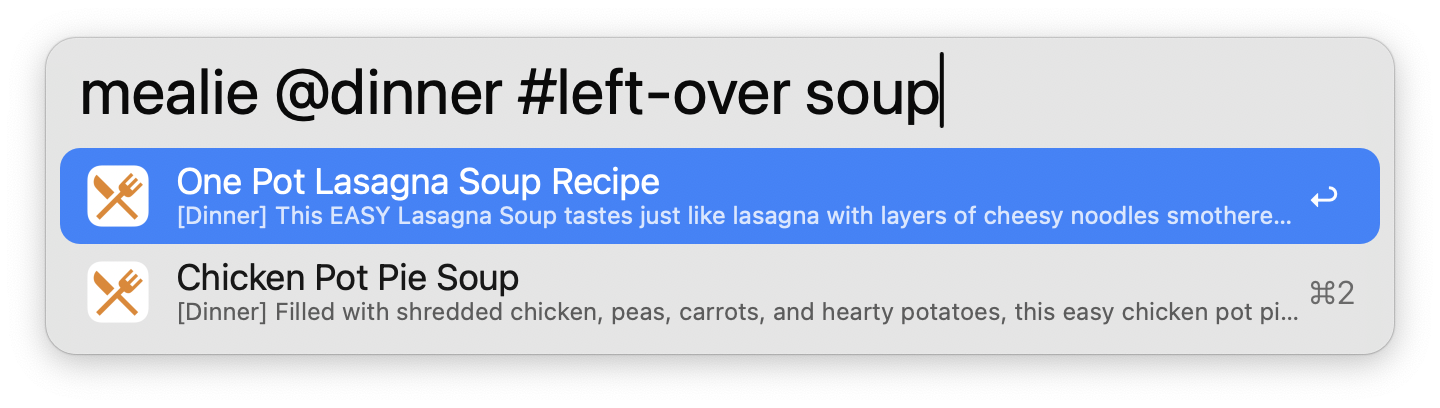 mealie @dinner #left-over soup
One Pot Lasagna Soup Recipe
[Dinner] This EASY Lasagna Soup tastes just like lasagna with layers of cheesy noodles smothere...
Chicken Pot Pie Soup
⌘2
[Dinner] Filled with shredded chicken, peas, carrots, and hearty potatoes, this easy chicken pot pi...